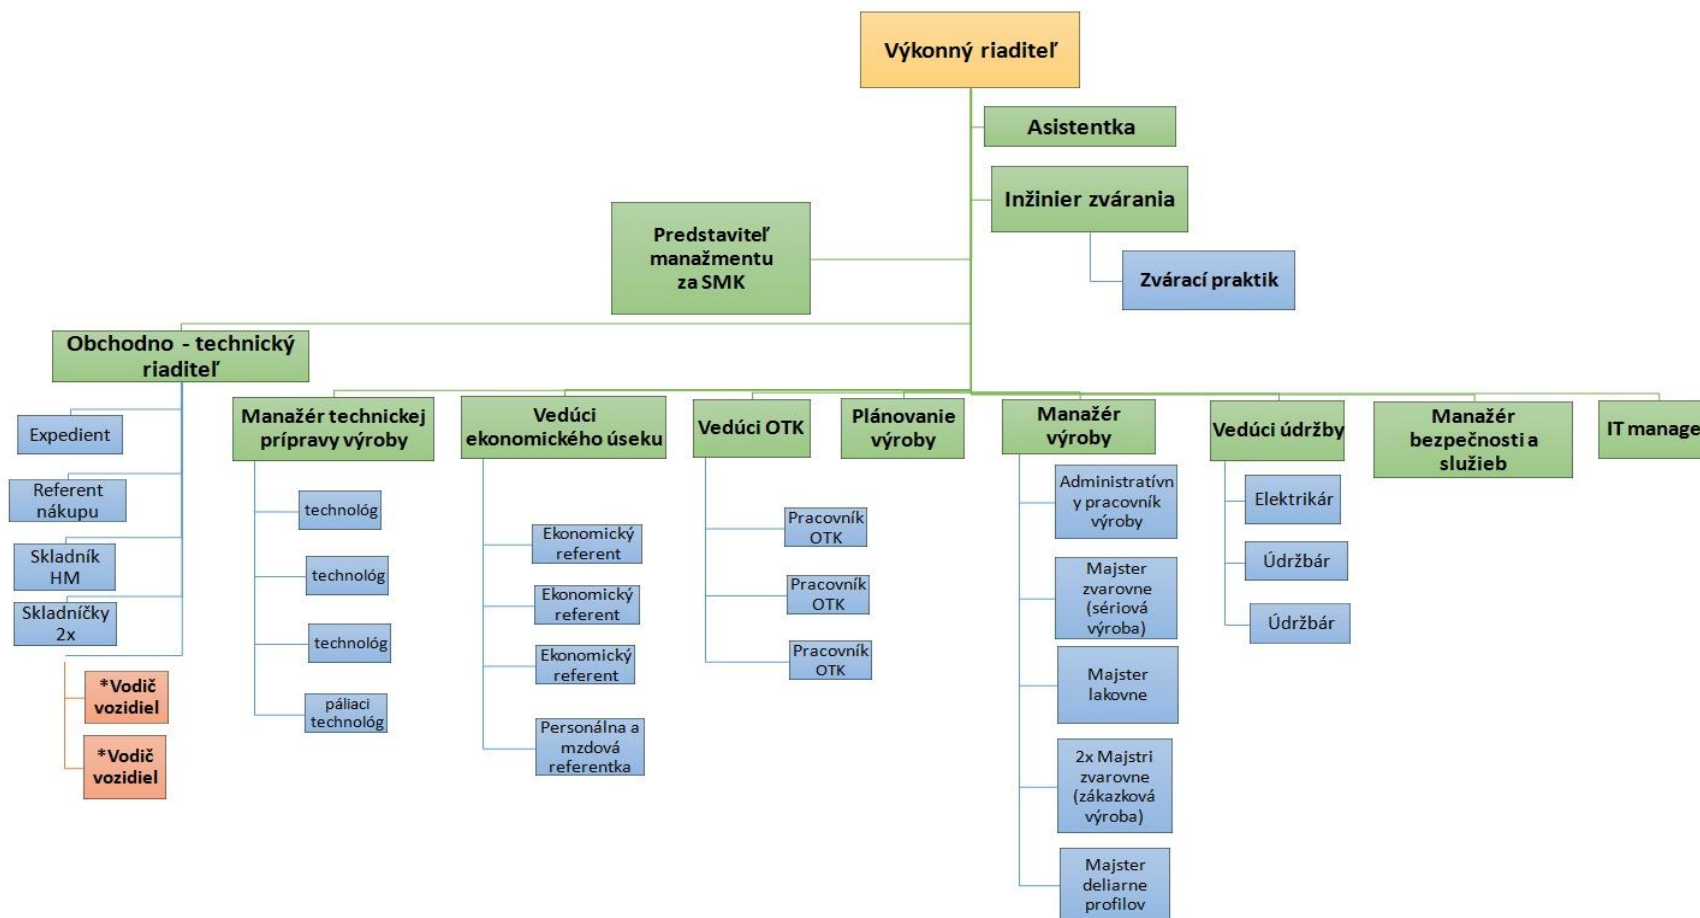 Výkonný riaditeľ
Asistentka
Inžinier zvárania
Predstaviteľ
manažmentu
za SMK
Zvárací praktik
Obchodno - technický
riaditeľ
Expedient
Referent
nákupu
Skladník
HM
Skladníčky
2x
*Vodič
vozidiel
*Vodič
vozidiel
Manažér technickej
prípravy výroby
technológ
technológ
technológ
páliaci
technológ
Vedúci
ekonomického úseku
Ekonomický
referent
Ekonomický
referent
Ekonomický
referent
Personálna a
mzdová
referentka
Vedúci OTK
Pracovník
OTK
Pracovník
OTK
Pracovník
OTK
Plánovanie
výroby
Manažér
výroby
Administratívn
y pracovník
výroby
Majster
zvarovne
(sériová
výroba)
Majster
lakovne
2x Majstri
zvarovne
(zákazková
výroba)
Majster
deliarne
profilov
Vedúci údržby
Elektrikár
Údržbár
Údržbár
Manažér
bezpečnosti a
služieb
IT manage